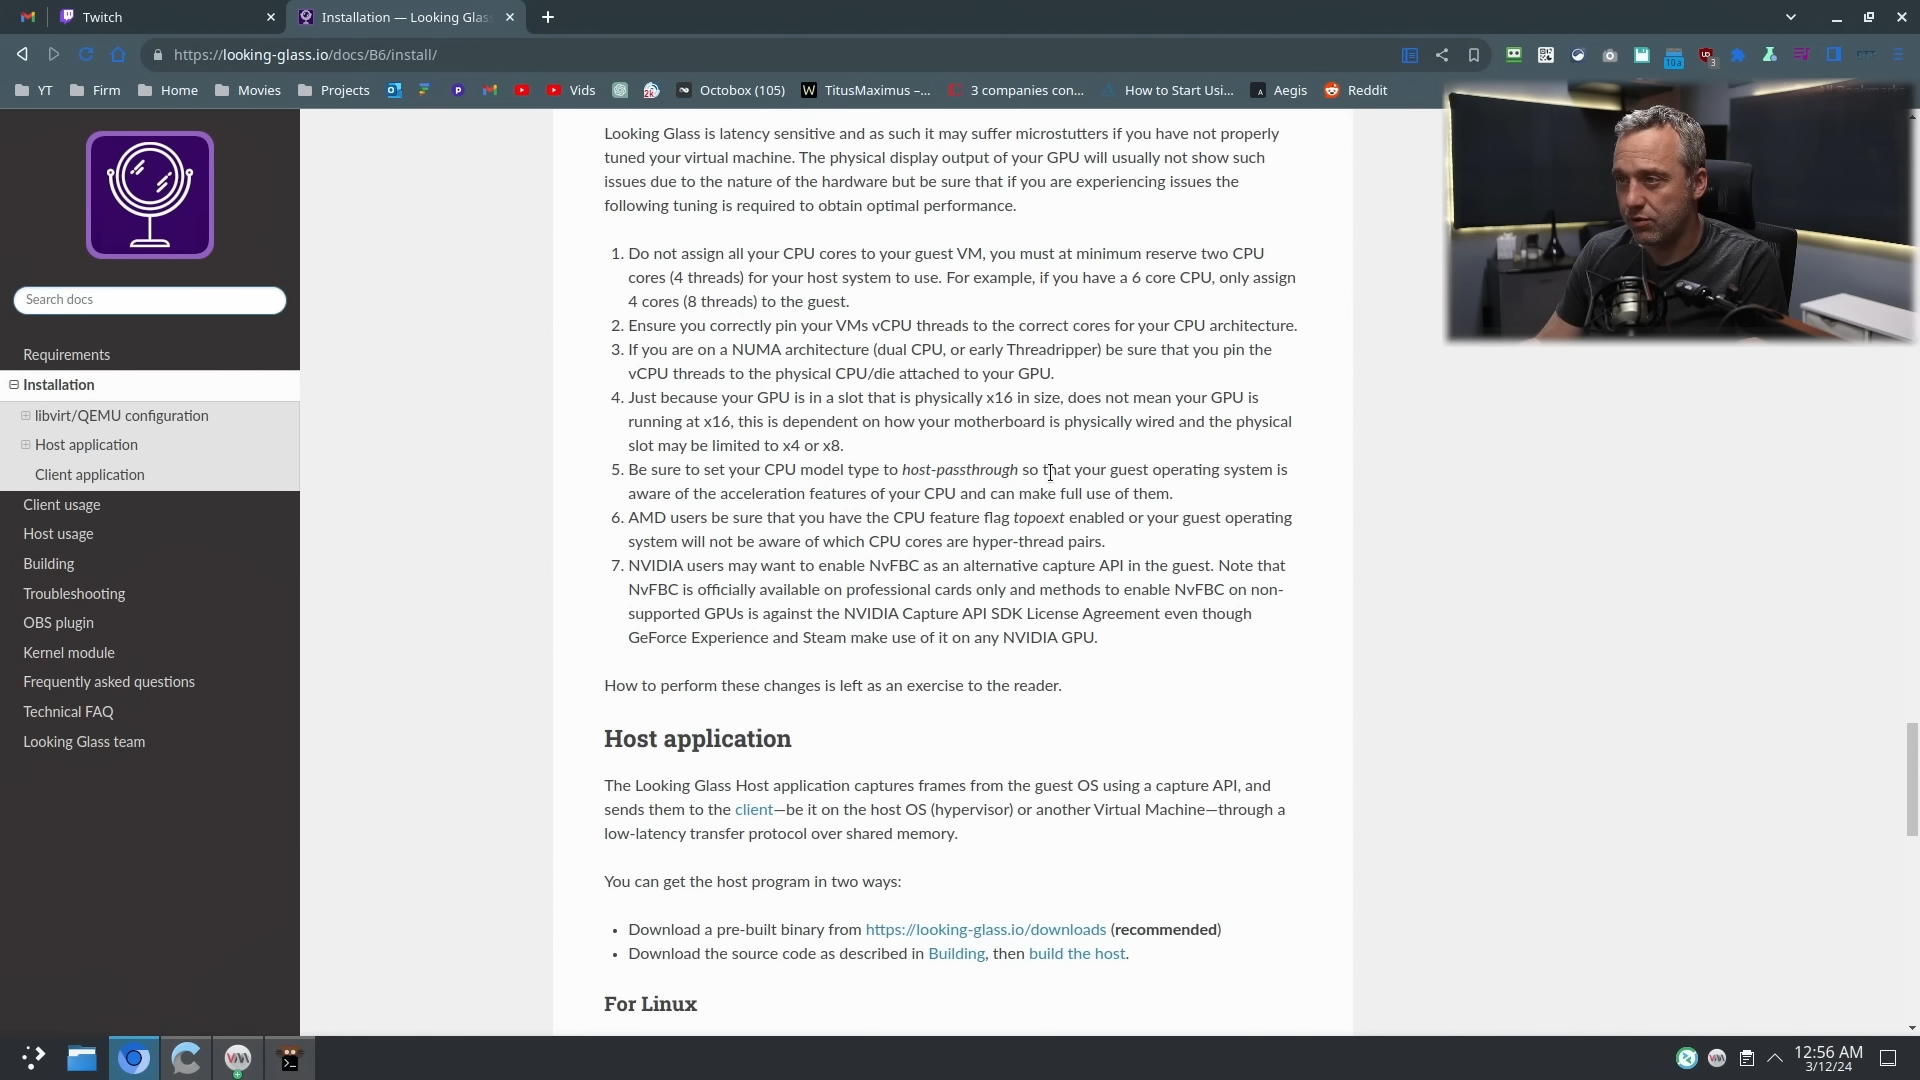 Twitch
Installation — Looking Glas
https://looking-glass.io/docs/B6/install/
10a
3
YT
Firm
Home
Movies
Projects
Vids
Octobox (105)
TitusMaximus –...
3 companies con...
How to Start Usi...
Aegis
Reddit
Search docs
Requirements
Installation
libvirt/QEMU configuration
Host application
Client application
Client usage
Host usage
Building
Troubleshooting
OBS plugin
Kernel module
Frequently asked questions
Technical FAQ
Looking Glass team
Looking Glass is latency sensitive and as such it may suffer microstutters if you have not properly
tuned your virtual machine. The physical display output of your GPU will usually not show such
issues due to the nature of the hardware but be sure that if you are experiencing issues the
following tuning is required to obtain optimal performance.
1. Do not assign all your CPU cores to your guest VM, you must at minimum reserve two CPU
cores (4 threads) for your host system to use. For example, if you have a 6 core CPU, only assign
4 cores (8 threads) to the guest.
2. Ensure you correctly pin your VMs vCPU threads to the correct cores for your CPU architecture.
3. If you are on a NUMA architecture (dual CPU, or early Threadripper) be sure that you pin the
vCPU threads to the physical CPU/die attached to your GPU.
4. Just because your GPU is in a slot that is physically x16 in size, does not mean your GPU is
running at x16, this is dependent on how your motherboard is physically wired and the physical
slot may be limited to x4 or x8.
5. Be sure to set your CPU model type to host-passthrough so that your guest operating system is
aware of the acceleration features of your CPU and can make full use of them.
6. AMD users be sure that you have the CPU feature flag topoext enabled or your guest operating
system will not be aware of which CPU cores are hyper-thread pairs.
7. NVIDIA users may want to enable NvFBC as an alternative capture API in the guest. Note that
NvFBC is officially available on professional cards only and methods to enable NvFBC on non-
supported GPUs is against the NVIDIA Capture API SDK License Agreement even though
GeForce Experience and Steam make use of it on any NVIDIA GPU.
How to perform these changes is left as an exercise to the reader.
Host application
The Looking Glass Host application captures frames from the guest OS using a capture API, and
sends them to the client—be it on the host OS (hypervisor) or another Virtual Machine—through a
low-latency transfer protocol over shared memory.
You can get the host program in two ways:
• Download a pre-built binary from https://looking-glass.io/downloads (recommended)
• Download the source code as described in Building, then build the host.
For Linux
12:56 AM
3/12/24